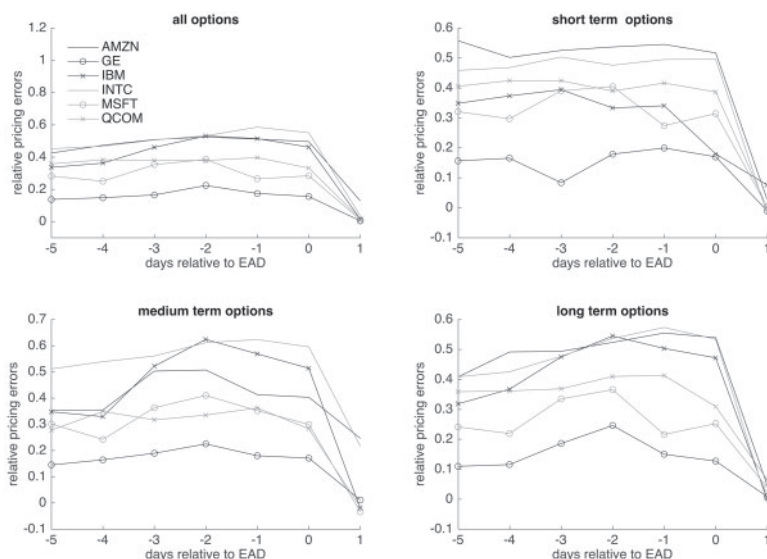 all options
1.2
1
0.8
0.6
0.4
0.2
0
relative pricing errors
AMZN
GE
IBM
INTC
MSFT
QCOM
-5 -4 -3 -2 -1 0 1
days relative to EAD
short term options
0.6
0.5
0.4
0.3
0.2
0.1
0
-0.1
relative pricing errors
-5 -4 -3 -2 -1 0 1
days relative to EAD
medium term options
0.7
0.6
0.5
0.4
0.3
0.2
0.1
0
-0.1
relative pricing errors
-5 -4 -3 -2 -1 0 1
days relative to EAD
long term options
0.6
0.5
0.4
0.3
0.2
0.1
0
-0.1
relative pricing errors
-5 -4 -3 -2 -1 0 1
days relative to EAD